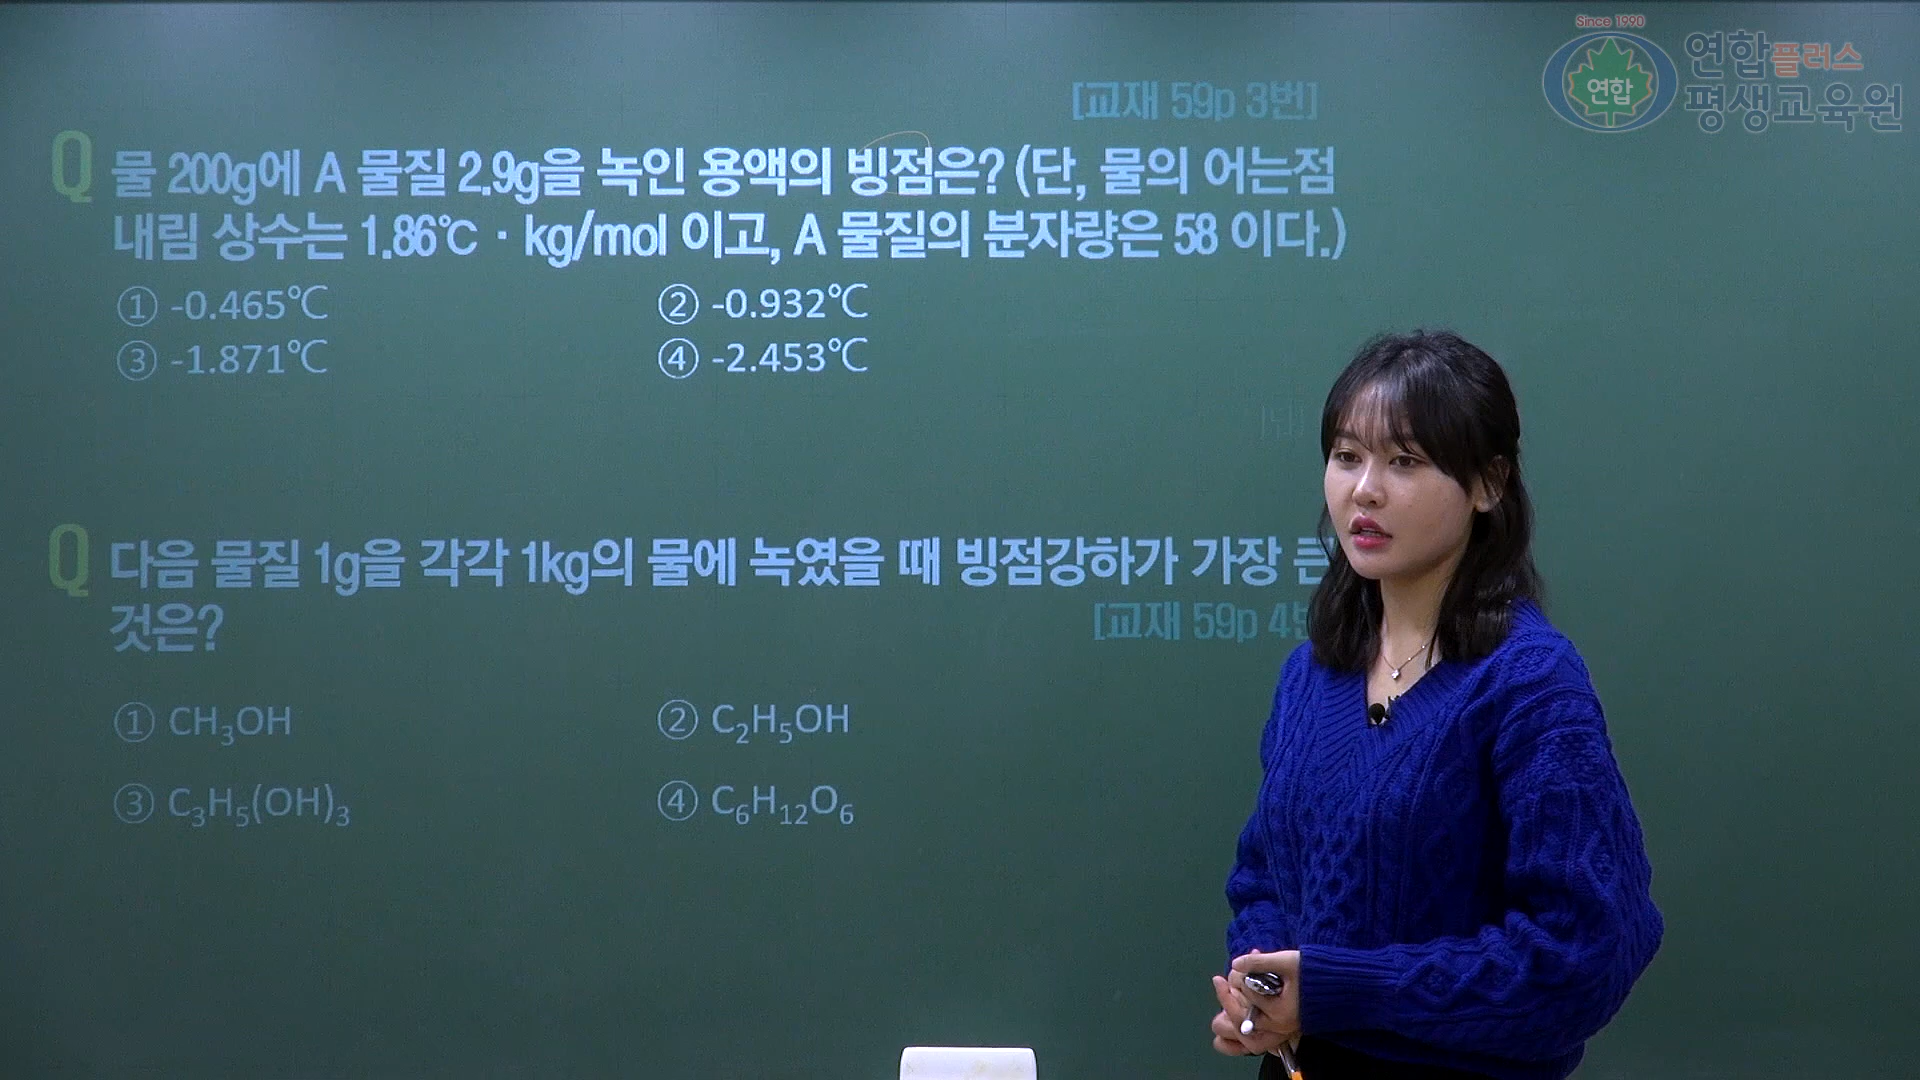 Since 1990
연합
연합플러스
평생교육원
[교재 59p 3번]
Q 물 200g에 A 물질 2.9g을 녹인 용액의 빙점은? (단, 물의 어는점
내림 상수는 1.86℃ · kg/mol 이고, A 물질의 분자량은 58 이다.)
① -0.465℃ ② -0.932℃
③ -1.871℃ ④ -2.453℃
Q 다음 물질 1g을 각각 1kg의 물에 녹였을 때 빙점강하가 가장 큰
것은?
[교재 59p 4번
① CH₃OH ② C₂H₅OH
③ C₃H₅(OH)₃ ④ C₆H₁₂O₆